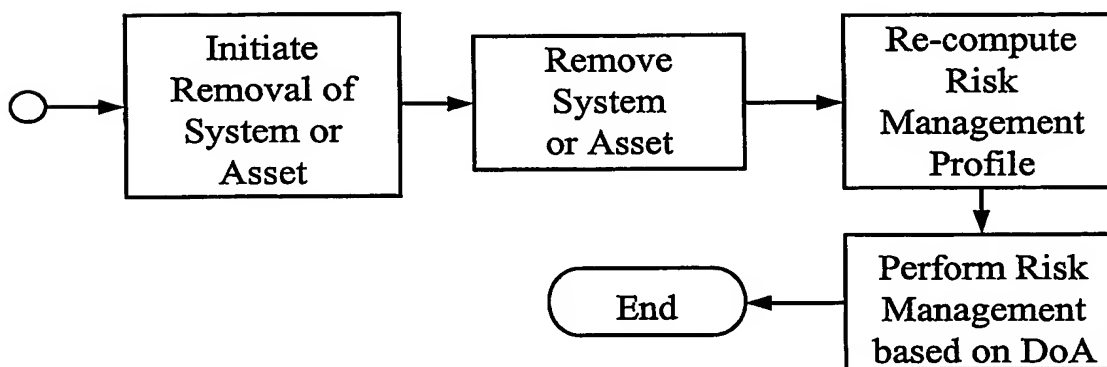 Initiate
Removal of
System or
Asset
Remove
System
or Asset
Re-compute
Risk
Management
Profile
Perform Risk
Management
based on DoA
End